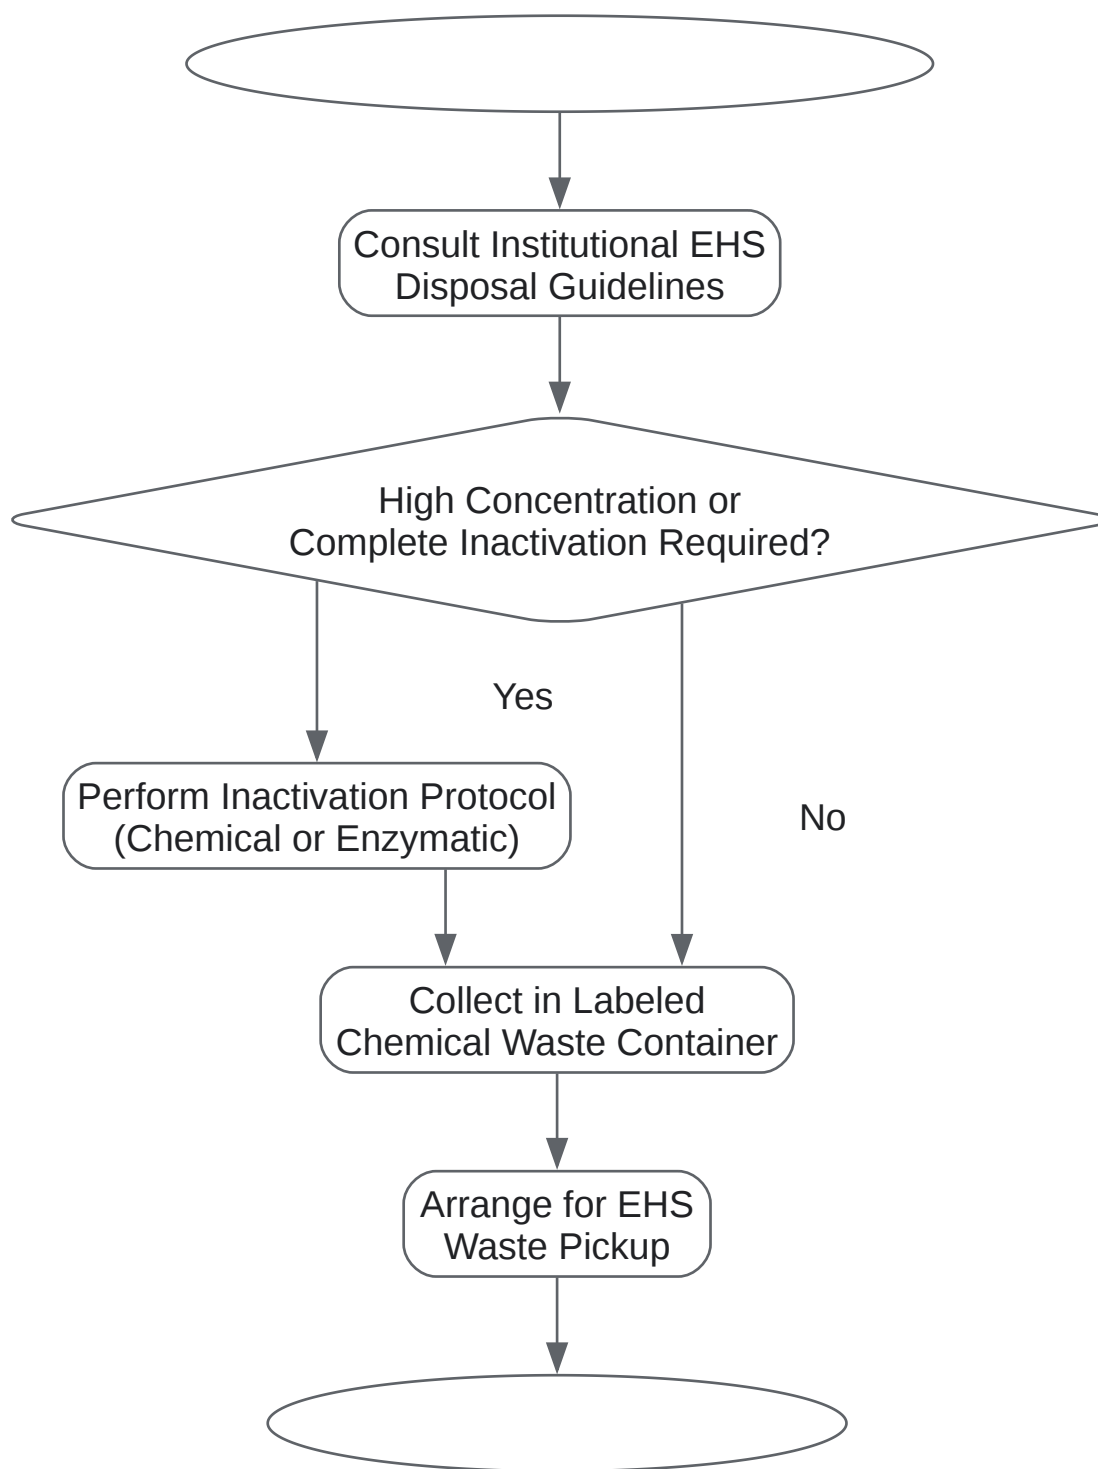 Consult Institutional EHS
Disposal Guidelines
High Concentration or
Complete Inactivation Required?
Yes
Perform Inactivation Protocol
(Chemical or Enzymatic)
No
Collect in Labeled
Chemical Waste Container
Arrange for EHS
Waste Pickup